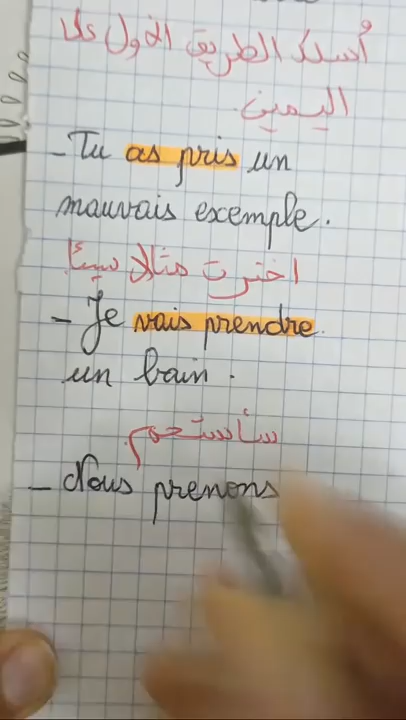 أسلك الطريق الأول على
اليمين.
- Tu as pris un
mauvais exemple.
اخترت مثالا سيئا
- Je vais prendre
un bain.
سأستحم
- Nous prenons